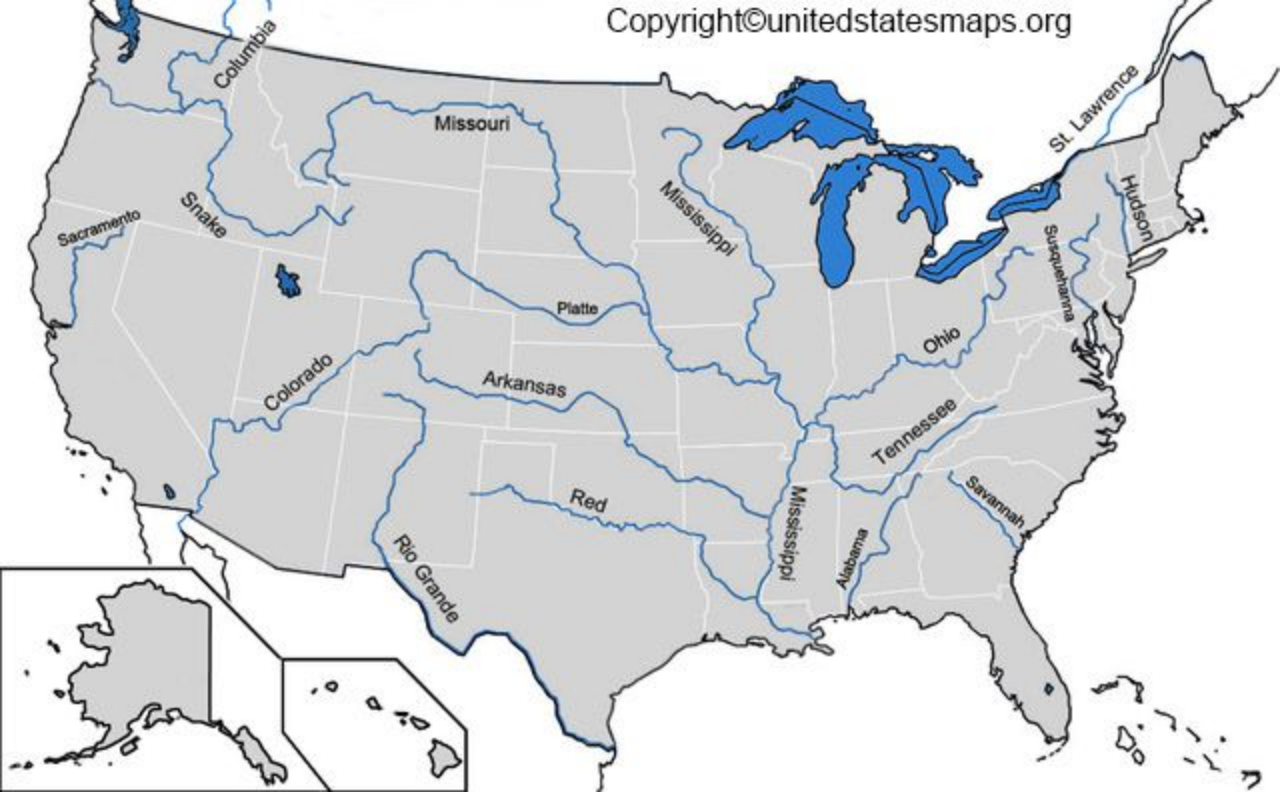 Copyright©unitedstatesmaps.org
Columbia
St. Lawrence
Missouri
Mississippi
Hudson
Snake
Sacramento
Susquehanna
Platte
Ohio
Colorado
Arkansas
Tennessee
Red
Savannah
Mississippi
Alabama
Rio Grande